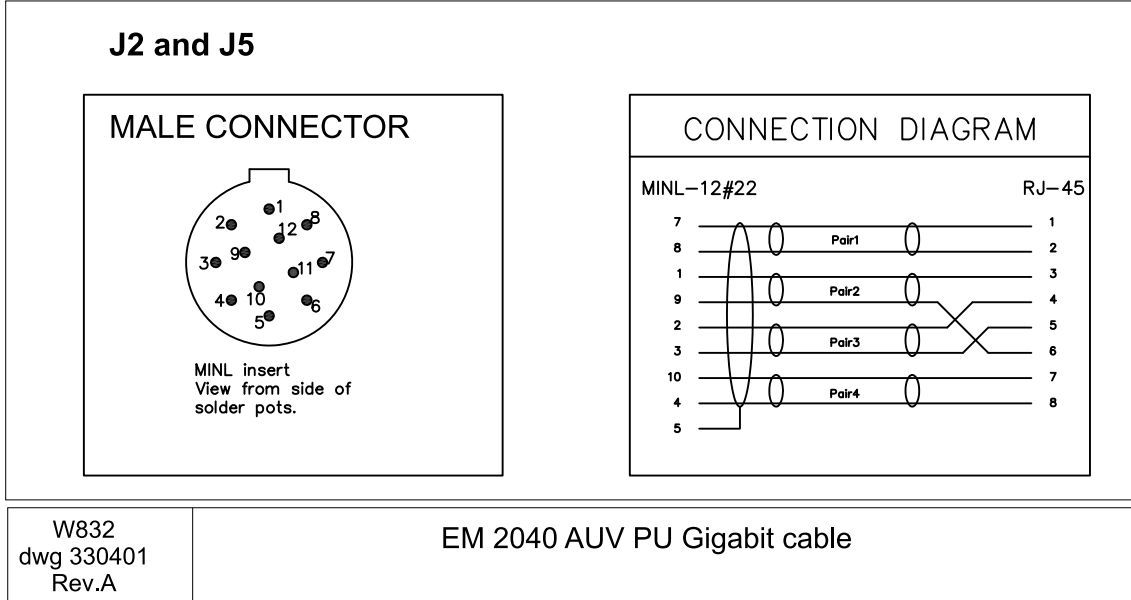 J2 and J5
MALE CONNECTOR
1
2
8
12
9
3
11
7
4
10
6
5
MINL insert
View from side of
solder pots.
CONNECTION DIAGRAM
MINL-12#22 RJ-45
7 1
Pair1
8 2
1 3
Pair2
9 4
2 5
Pair3
3 6
10 7
Pair4
4 8
5
W832
dwg 330401
Rev.A
EM 2040 AUV PU Gigabit cable